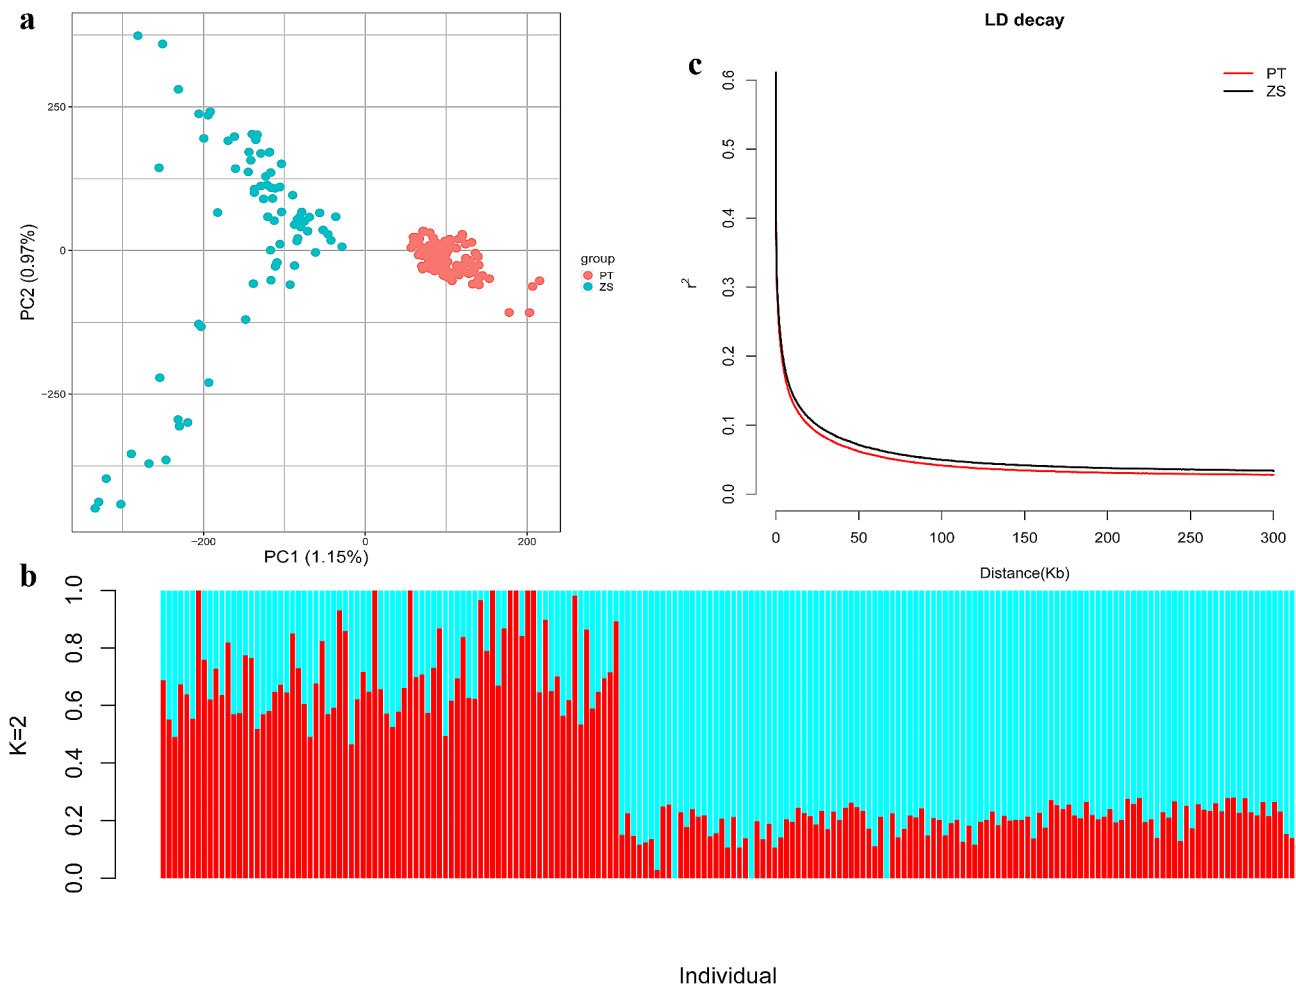 a
250
0
−250
PC2 (0.97%)
−200
0
200
PC1 (1.15%)
group
PT
ZS
LD decay
c
PT
ZS
0.6
0.5
0.4
0.3
0.2
0.1
0.0
r2
0
50
100
150
200
250
300
Distance(Kb)
b
1.0
0.8
0.6
0.4
0.2
0.0
K=2
Individual